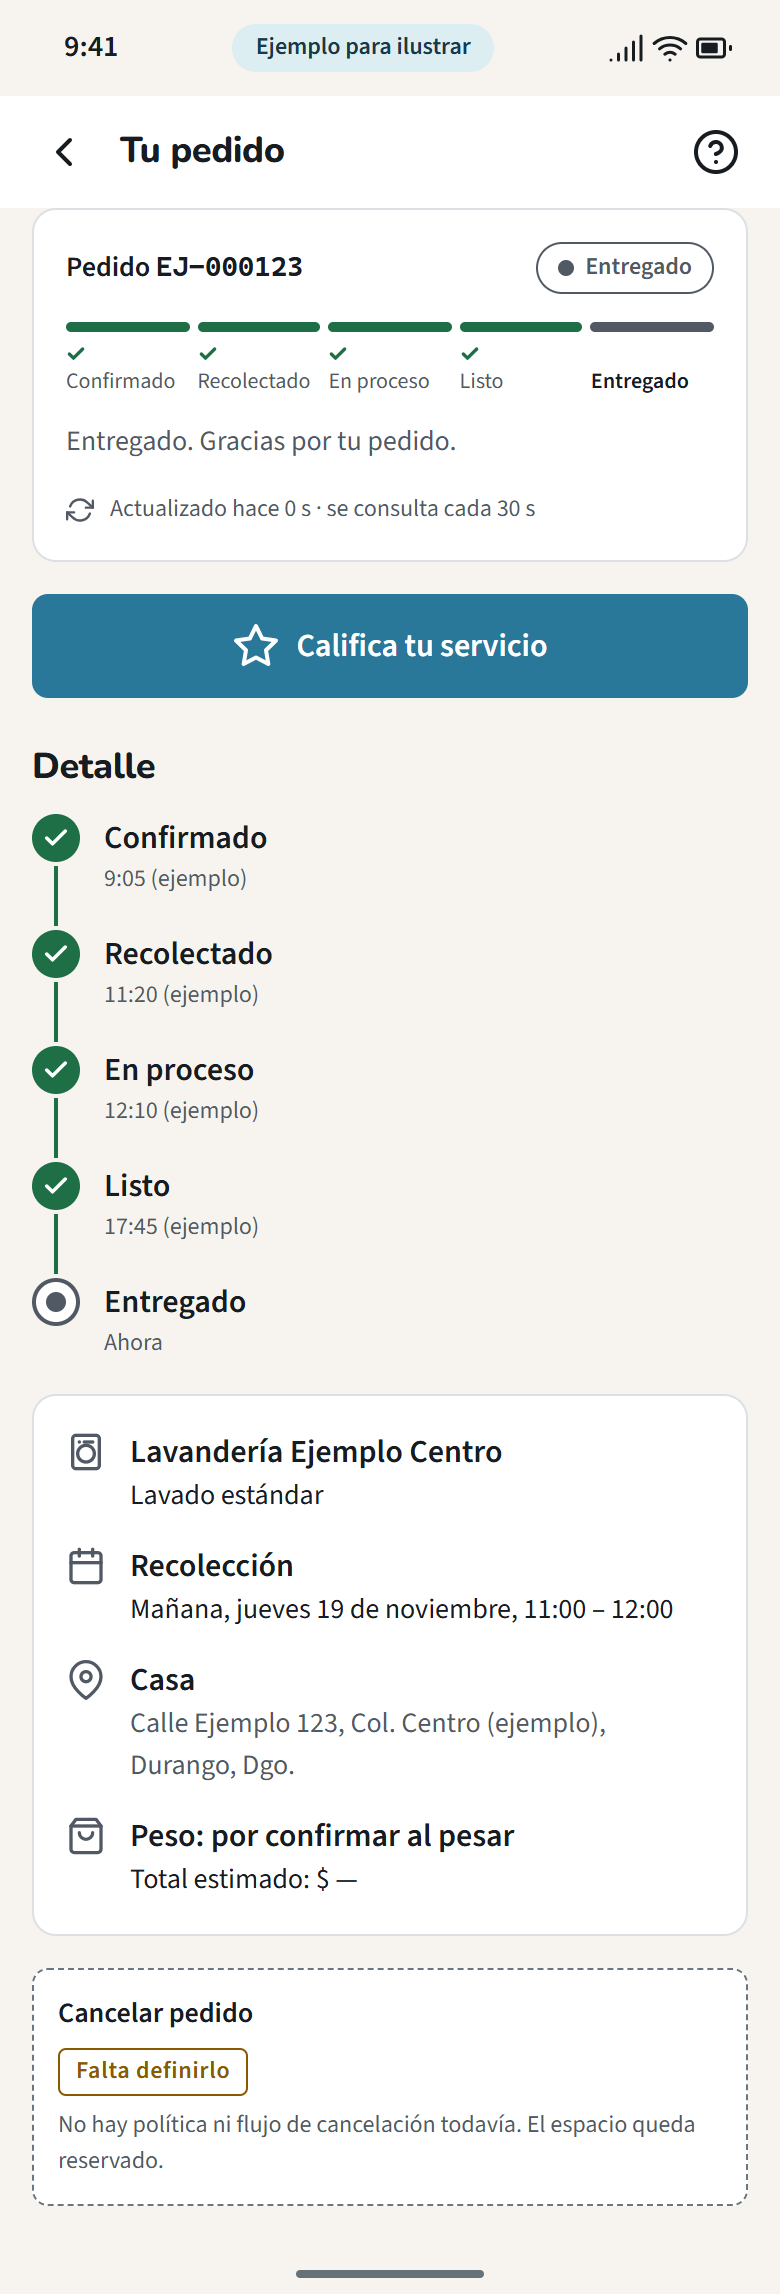 9:41
Ejemplo para ilustrar
Tu pedido
Pedido EJ-000123
Entregado
Confirmado
Recolectado
En proceso
Listo
Entregado
Entregado. Gracias por tu pedido.
Actualizado hace 0 s · se consulta cada 30 s
Califica tu servicio
Detalle
Confirmado
9:05 (ejemplo)
Recolectado
11:20 (ejemplo)
En proceso
12:10 (ejemplo)
Listo
17:45 (ejemplo)
Entregado
Ahora
Lavandería Ejemplo Centro
Lavado estándar
Recolección
Mañana, jueves 19 de noviembre, 11:00 – 12:00
Casa
Calle Ejemplo 123, Col. Centro (ejemplo),
Durango, Dgo.
Peso: por confirmar al pesar
Total estimado: $ —
Cancelar pedido
Falta definirlo
No hay política ni flujo de cancelación todavía. El espacio queda
reservado.